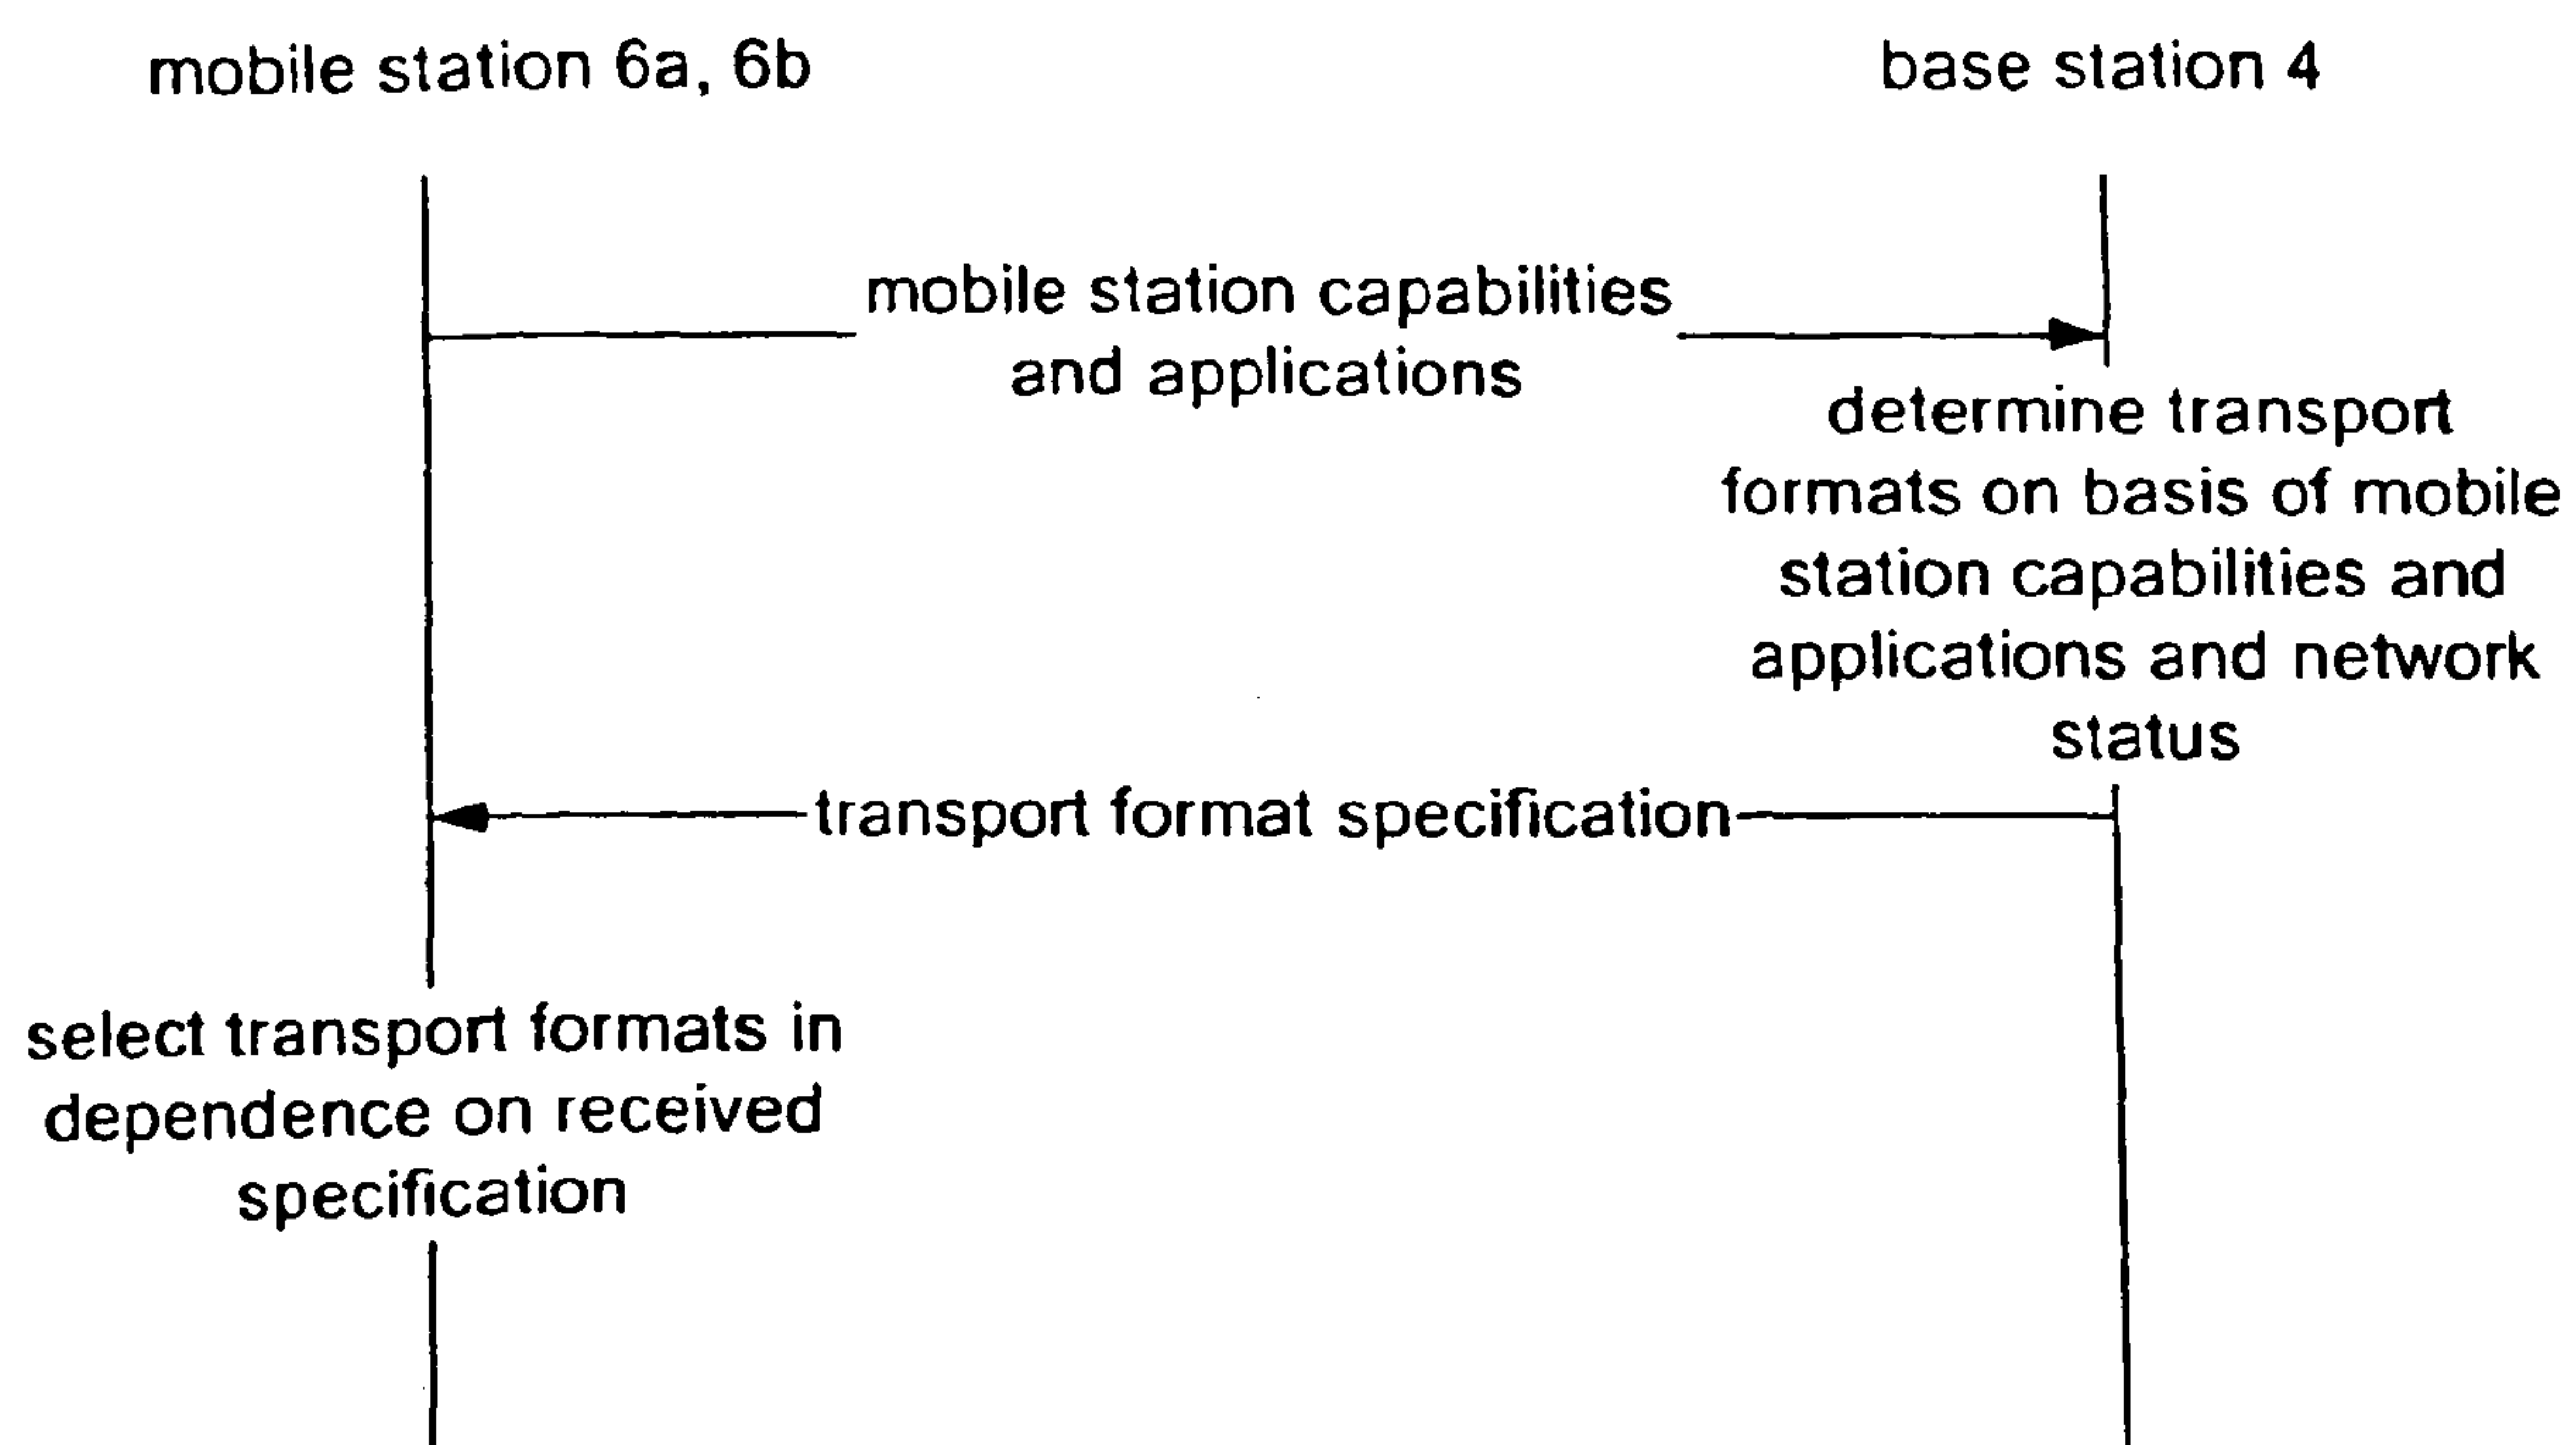 mobile station 6a, 6b
base station 4
mobile station capabilities
and applications
determine transport
formats on basis of mobile
station capabilities and
applications and network
status
transport format specification
select transport formats in
dependence on received
specification